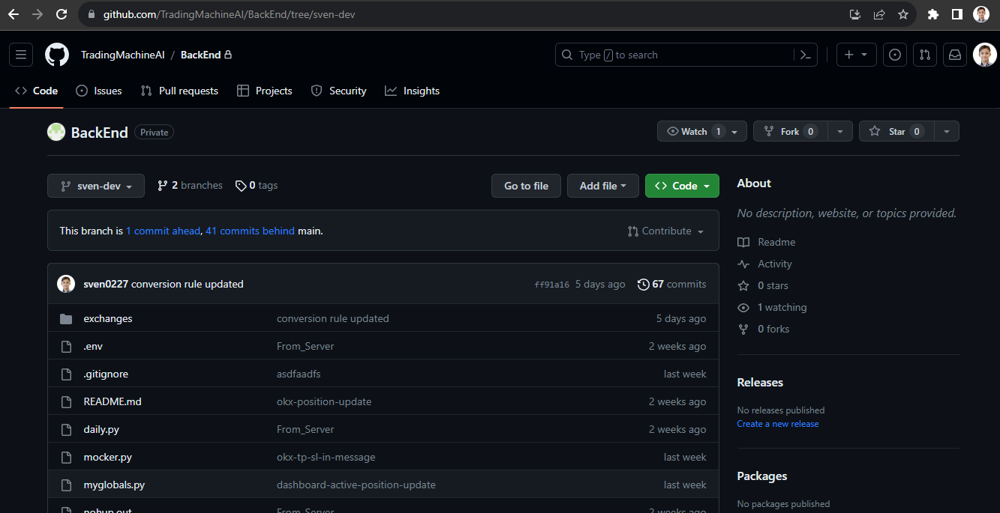 github.com/TradingMachineAI/BackEnd/tree/sven-dev
TradingMachineAI / BackEnd
Type / to search
Code Issues Pull requests Projects Security Insights
BackEnd Private
Watch 1 Fork 0 Star 0
sven-dev 2 branches 0 tags Go to file Add file Code
This branch is 1 commit ahead, 41 commits behind main. Contribute
sven0227 conversion rule updated ff91a16 5 days ago 67 commits
exchanges conversion rule updated 5 days ago
.env From_Server 2 weeks ago
.gitignore asdfaadfs last week
README.md okx-position-update 2 weeks ago
daily.py From_Server 2 weeks ago
mocker.py okx-tp-sl-in-message last week
myglobals.py dashboard-active-position-update last week
nohup.out From_Server 2 weeks ago
About
No description, website, or topics provided.
Readme
Activity
0 stars
1 watching
0 forks
Releases
No releases published
Create a new release
Packages
No packages published